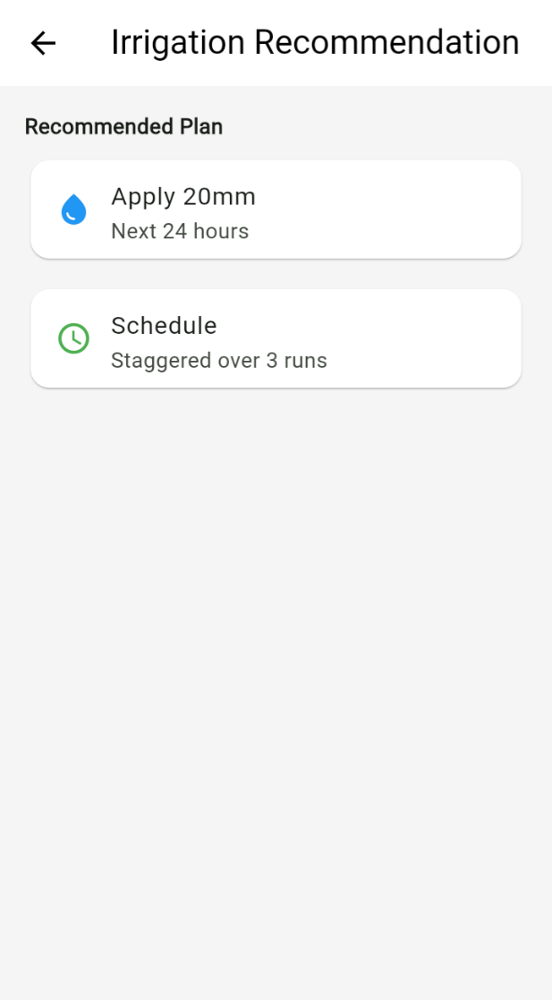 Irrigation Recommendation
Recommended Plan
Apply 20mm
Next 24 hours
Schedule
Staggered over 3 runs